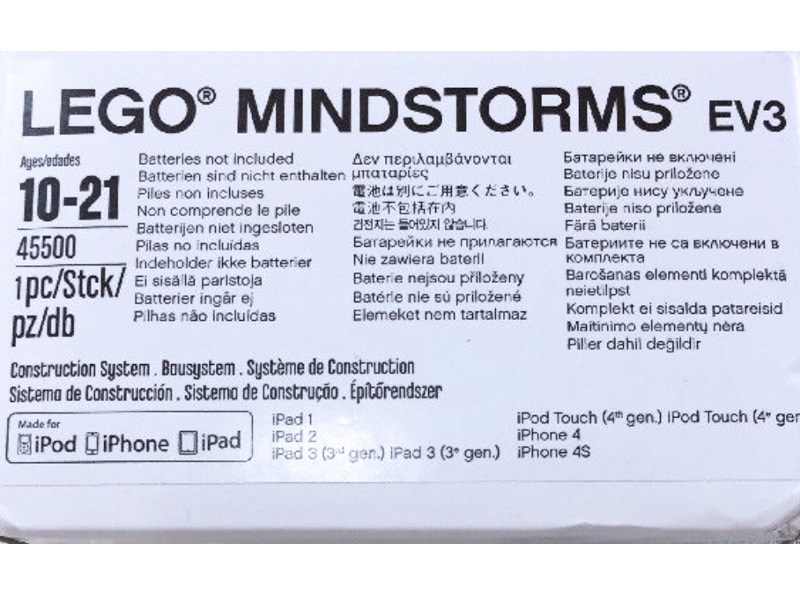 LEGO® MINDSTORMS® EV3
Ages/edades
10-21
45500
1pc/Stck/
pz/db
Batteries not included
Batterien sind nicht enthalten
Piles non incluses
Non comprende le pile
Batterijen niet ingesloten
Pilas no incluídas
Indeholder ikke batterier
Ei sisällä paristoja
Batterier ingår ej
Pilhas não incluídas
Δεν περιλαμβάνονται
μπαταρίες
電池は別にご用意ください。
電池不包括在內
건전지는 들어있지 않습니다.
Батарейки не прилагаются
Nie zawiera baterii
Baterie nejsou přiloženy
Batérie nie sú priložené
Elemeket nem tartalmaz
Батарейки не включені
Baterije nisu priložene
Батерије нису укључене
Baterije niso priložene
Fără baterii
Батериите не са включени в
комплекта
Barošanas elementi komplektā
neietilpst
Komplekt ei sisalda patareisid
Maitinimo elementų nėra
Piller dahil değildir
Construction System . Bausystem . Système de Construction
Sistema de Construcción . Sistema de Construção . Építőrendszer
Made for
iPod iPhone iPad
iPad 1
iPad 2
iPad 3 (3rd gen.) iPad 3 (3e gen.)
iPod Touch (4th gen.) iPod Touch (4e ger
iPhone 4
iPhone 4S